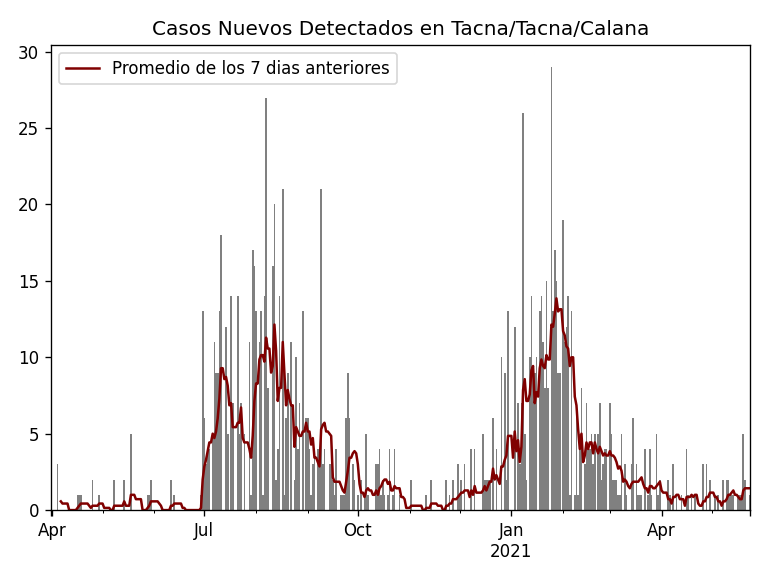 Casos Nuevos Detectados en Tacna/Tacna/Calana
Promedio de los 7 dias anteriores
30
25
20
15
10
5
0
Apr Jul Oct Jan Apr
2021